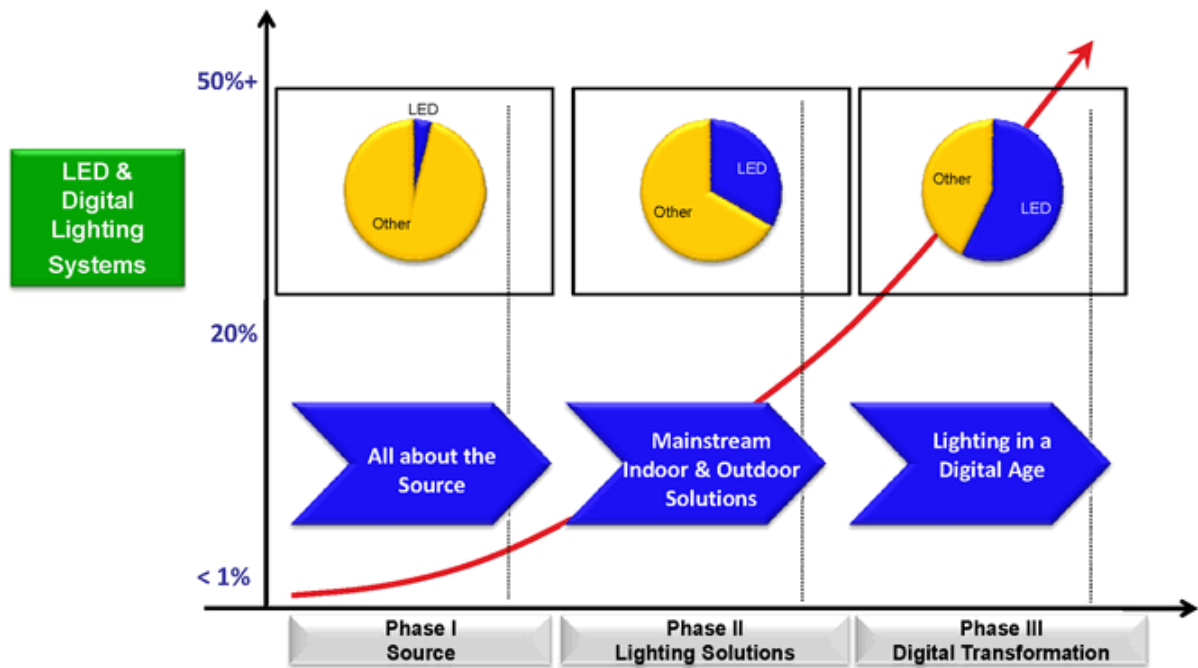 50%+
LED
Other
LED
Other
Other
LED
LED &
Digital
Lighting
Systems
20%
All about the
Source
Mainstream
Indoor & Outdoor
Solutions
Lighting in a
Digital Age
< 1%
Phase I
Source
Phase II
Lighting Solutions
Phase III
Digital Transformation